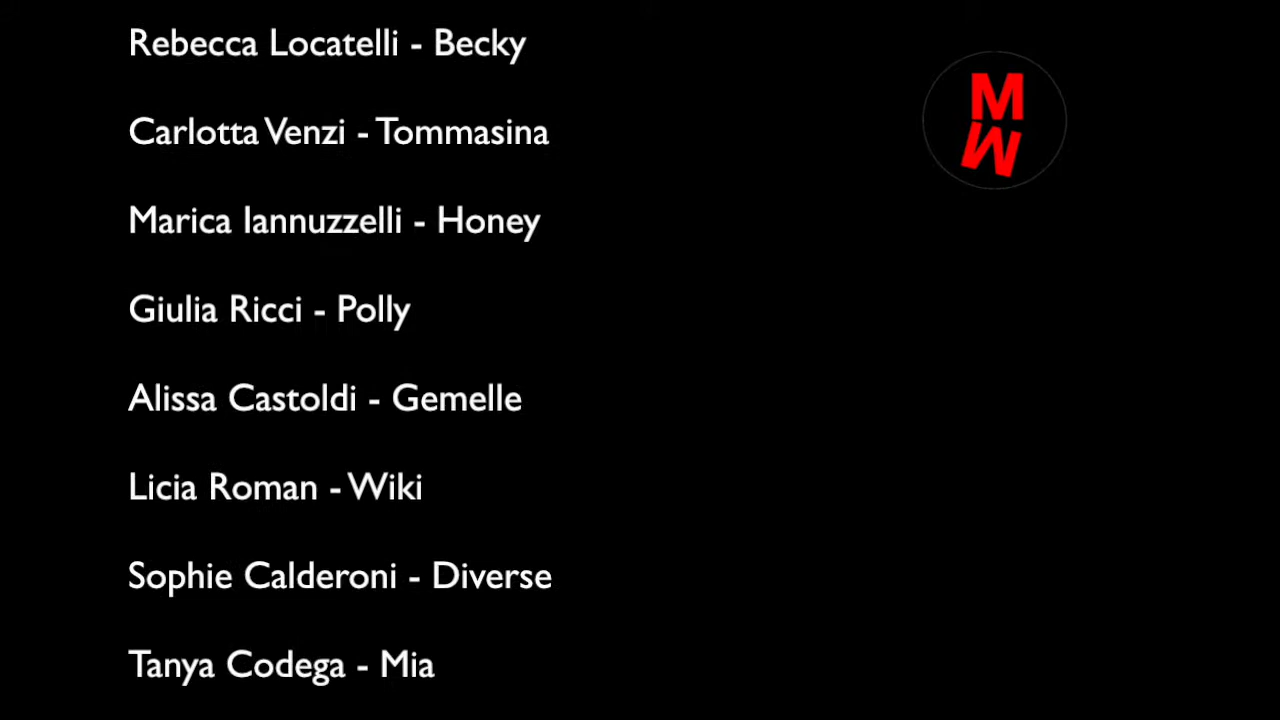 Rebecca Locatelli - Becky
M
M
Carlotta Venzi - Tommasina
Marica Iannuzzelli - Honey
Giulia Ricci - Polly
Alissa Castoldi - Gemelle
Licia Roman - Wiki
Sophie Calderoni - Diverse
Tanya Codega - Mia